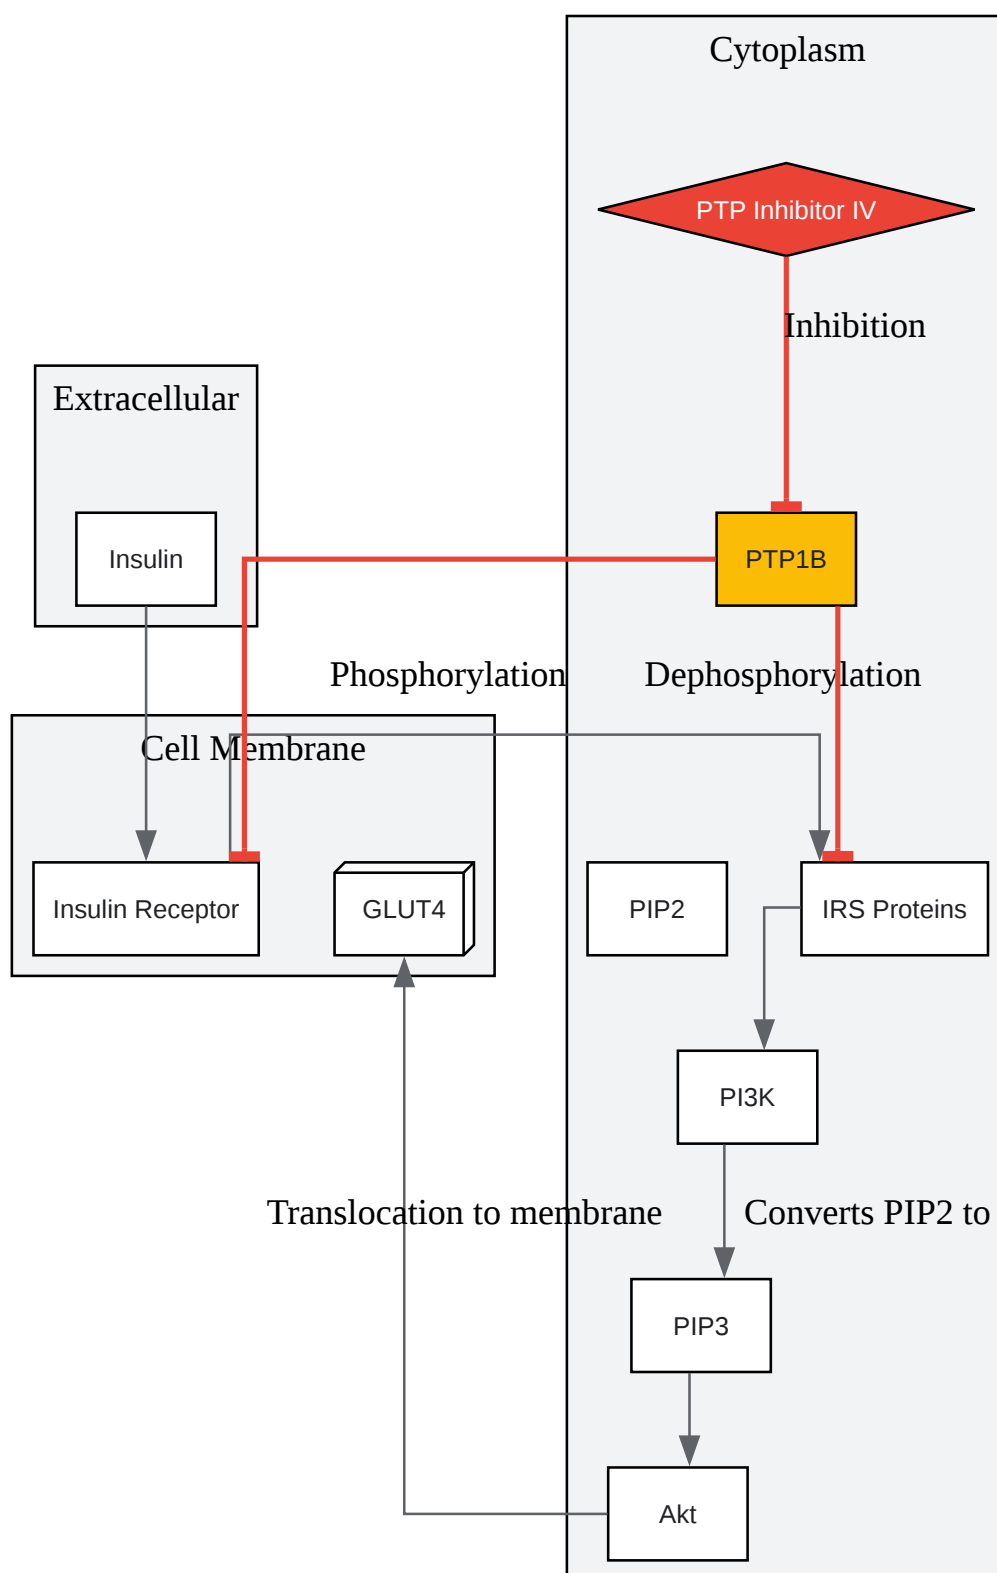 Cytoplasm
PTP Inhibitor IV
Inhibition
Extracellular
Insulin
PTP1B
Phosphorylation
Dephosphorylation
Cell Membrane
Insulin Receptor
GLUT4
PIP2
IRS Proteins
PI3K
Translocation to membrane
Converts PIP2 to
PIP3
Akt